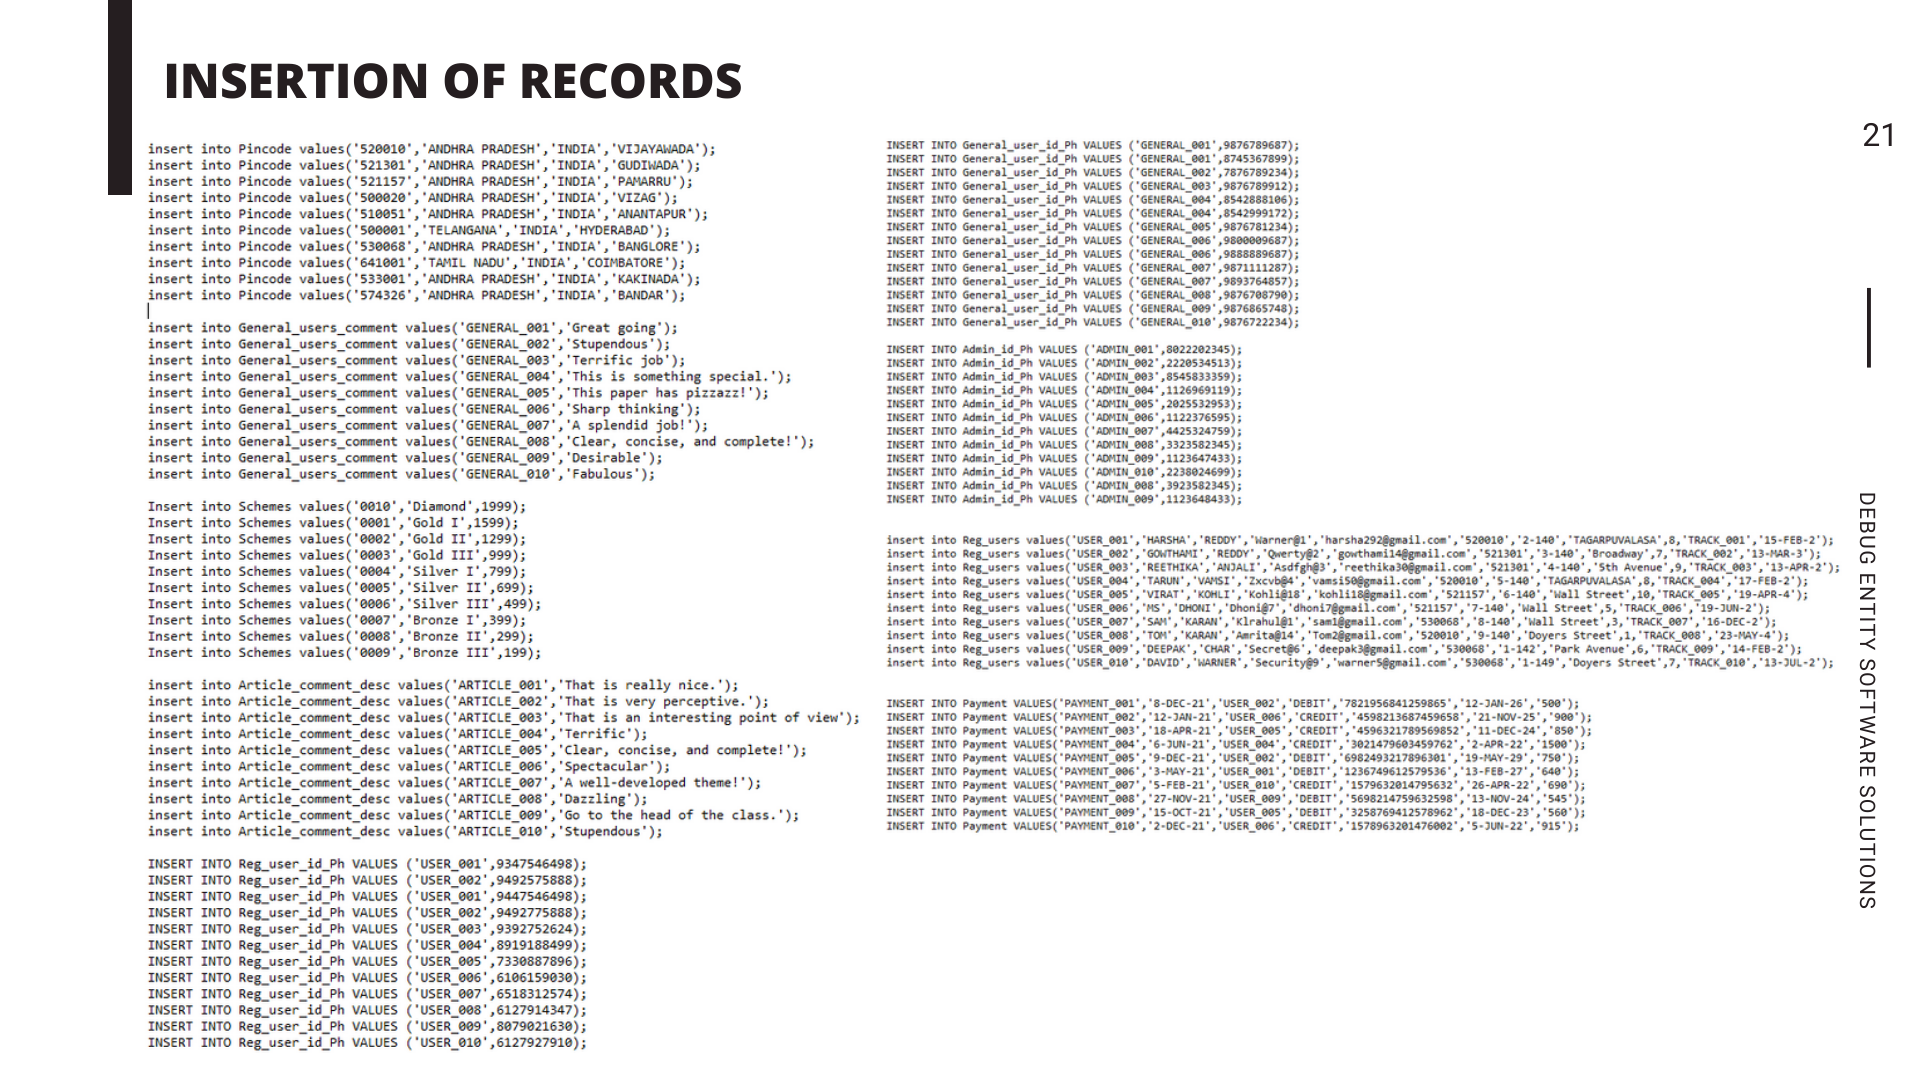 INSERTION OF RECORDS
insert into Pincode values('520010','ANDHRA PRADESH','INDIA','VIJAYAWADA');
insert into Pincode values('521301','ANDHRA PRADESH','INDIA','GUDIWADA');
insert into Pincode values('521157','ANDHRA PRADESH','INDIA','PAMARRU');
insert into Pincode values('500020','ANDHRA PRADESH','INDIA','VIZAG');
insert into Pincode values('510051','ANDHRA PRADESH','INDIA','ANANTAPUR');
insert into Pincode values('500001','TELANGANA','INDIA','HYDERABAD');
insert into Pincode values('530068','ANDHRA PRADESH','INDIA','BANGLORE');
insert into Pincode values('641001','TAMIL NADU','INDIA','COIMBATORE');
insert into Pincode values('533001','ANDHRA PRADESH','INDIA','KAKINADA');
insert into Pincode values('574326','ANDHRA PRADESH','INDIA','BANDAR');
insert into General_users_comment values('GENERAL_001','Great going');
insert into General_users_comment values('GENERAL_002','Stupendous');
insert into General_users_comment values('GENERAL_003','Terrific job');
insert into General_users_comment values('GENERAL_004','This is something special.');
insert into General_users_comment values('GENERAL_005','This paper has pizzazz!');
insert into General_users_comment values('GENERAL_006','Sharp thinking');
insert into General_users_comment values('GENERAL_007','A splendid job!');
insert into General_users_comment values('GENERAL_008','Clear, concise, and complete!');
insert into General_users_comment values('GENERAL_009','Desirable');
insert into General_users_comment values('GENERAL_010','Fabulous');
Insert into Schemes values('0010','Diamond',1999);
Insert into Schemes values('0001','Gold I',1599);
Insert into Schemes values('0002','Gold II',1299);
Insert into Schemes values('0003','Gold III',999);
Insert into Schemes values('0004','Silver I',799);
Insert into Schemes values('0005','Silver II',699);
Insert into Schemes values('0006','Silver III',499);
Insert into Schemes values('0007','Bronze I',399);
Insert into Schemes values('0008','Bronze II',299);
Insert into Schemes values('0009','Bronze III',199);
insert into Article_comment_desc values('ARTICLE_001','That is really nice.');
insert into Article_comment_desc values('ARTICLE_002','That is very perceptive.');
insert into Article_comment_desc values('ARTICLE_003','That is an interesting point of view');
insert into Article_comment_desc values('ARTICLE_004','Terrific');
insert into Article_comment_desc values('ARTICLE_005','Clear, concise, and complete!');
insert into Article_comment_desc values('ARTICLE_006','Spectacular');
insert into Article_comment_desc values('ARTICLE_007','A well-developed theme!');
insert into Article_comment_desc values('ARTICLE_008','Dazzling');
insert into Article_comment_desc values('ARTICLE_009','Go to the head of the class.');
insert into Article_comment_desc values('ARTICLE_010','Stupendous');
INSERT INTO Reg_user_id_Ph VALUES ('USER_001',9347546498);
INSERT INTO Reg_user_id_Ph VALUES ('USER_002',9492575888);
INSERT INTO Reg_user_id_Ph VALUES ('USER_001',9447546498);
INSERT INTO Reg_user_id_Ph VALUES ('USER_002',9492775888);
INSERT INTO Reg_user_id_Ph VALUES ('USER_003',9392752624);
INSERT INTO Reg_user_id_Ph VALUES ('USER_004',8919188499);
INSERT INTO Reg_user_id_Ph VALUES ('USER_005',7330887896);
INSERT INTO Reg_user_id_Ph VALUES ('USER_006',6106159030);
INSERT INTO Reg_user_id_Ph VALUES ('USER_007',6518312574);
INSERT INTO Reg_user_id_Ph VALUES ('USER_008',6127914347);
INSERT INTO Reg_user_id_Ph VALUES ('USER_009',8079021630);
INSERT INTO Reg_user_id_Ph VALUES ('USER_010',6127927910);
INSERT INTO General_user_id_Ph VALUES ('GENERAL_001',9876789687);
INSERT INTO General_user_id_Ph VALUES ('GENERAL_001',8745367899);
INSERT INTO General_user_id_Ph VALUES ('GENERAL_002',7876789234);
INSERT INTO General_user_id_Ph VALUES ('GENERAL_003',9876789912);
INSERT INTO General_user_id_Ph VALUES ('GENERAL_004',8542888106);
INSERT INTO General_user_id_Ph VALUES ('GENERAL_004',8542999172);
INSERT INTO General_user_id_Ph VALUES ('GENERAL_005',9876781234);
INSERT INTO General_user_id_Ph VALUES ('GENERAL_006',9800009687);
INSERT INTO General_user_id_Ph VALUES ('GENERAL_006',9888889687);
INSERT INTO General_user_id_Ph VALUES ('GENERAL_007',9871111287);
INSERT INTO General_user_id_Ph VALUES ('GENERAL_007',9893764857);
INSERT INTO General_user_id_Ph VALUES ('GENERAL_008',9876708790);
INSERT INTO General_user_id_Ph VALUES ('GENERAL_009',9876865748);
INSERT INTO General_user_id_Ph VALUES ('GENERAL_010',9876722234);
INSERT INTO Admin_id_Ph VALUES ('ADMIN_001',8022202345);
INSERT INTO Admin_id_Ph VALUES ('ADMIN_002',2220534513);
INSERT INTO Admin_id_Ph VALUES ('ADMIN_003',8545833359);
INSERT INTO Admin_id_Ph VALUES ('ADMIN_004',1126969119);
INSERT INTO Admin_id_Ph VALUES ('ADMIN_005',2025532953);
INSERT INTO Admin_id_Ph VALUES ('ADMIN_006',1122376595);
INSERT INTO Admin_id_Ph VALUES ('ADMIN_007',4425324759);
INSERT INTO Admin_id_Ph VALUES ('ADMIN_008',3323582345);
INSERT INTO Admin_id_Ph VALUES ('ADMIN_009',1123647433);
INSERT INTO Admin_id_Ph VALUES ('ADMIN_010',2238024699);
INSERT INTO Admin_id_Ph VALUES ('ADMIN_008',3923582345);
INSERT INTO Admin_id_Ph VALUES ('ADMIN_009',1123648433);
insert into Reg_users values('USER_001','HARSHA','REDDY','Warner@1','harsha292@gmail.com','520010','2-140','TAGARPUVALASA',8,'TRACK_001','15-FEB-2');
insert into Reg_users values('USER_002','GOWTHAMI','REDDY','Qwerty@2','gowthami14@gmail.com','521301','3-140','Broadway',7,'TRACK_002','13-MAR-3');
insert into Reg_users values('USER_003','REETHIKA','ANJALI','Asdfgh@3','reethika30@gmail.com','521301','4-140','5th Avenue',9,'TRACK_003','13-APR-2');
insert into Reg_users values('USER_004','TARUN','VAMSI','Zxcvb@4','vamsi50@gmail.com','520010','5-140','TAGARPUVALASA',8,'TRACK_004','17-FEB-2');
insert into Reg_users values('USER_005','VIRAT','KOHLI','Kohli@18','kohli18@gmail.com','521157','6-140','Wall Street',10,'TRACK_005','19-APR-4');
insert into Reg_users values('USER_006','MS','DHONI','Dhoni@7','dhoni7@gmail.com','521157','7-140','Wall Street',5,'TRACK_006','19-JUN-2');
insert into Reg_users values('USER_007','SAM','KARAN','Klrahul@1','sam1@gmail.com','530068','8-140','Wall Street',3,'TRACK_007','16-DEC-2');
insert into Reg_users values('USER_008','TOM','KARAN','Amrita@14','Tom2@gmail.com','520010','9-140','Doyers Street',1,'TRACK_008','23-MAY-4');
insert into Reg_users values('USER_009','DEEPAK','CHAR','Secret@6','deepak3@gmail.com','530068','1-142','Park Avenue',6,'TRACK_009','14-FEB-2');
insert into Reg_users values('USER_010','DAVID','WARNER','Security@9','warner5@gmail.com','530068','1-149','Doyers Street',7,'TRACK_010','13-JUL-2');
INSERT INTO Payment VALUES('PAYMENT_001','8-DEC-21','USER_002','DEBIT','7821956841259865','12-JAN-26','500');
INSERT INTO Payment VALUES('PAYMENT_002','12-JAN-21','USER_006','CREDIT','4598213687459658','21-NOV-25','900');
INSERT INTO Payment VALUES('PAYMENT_003','18-APR-21','USER_005','CREDIT','4596321789569852','11-DEC-24','850');
INSERT INTO Payment VALUES('PAYMENT_004','6-JUN-21','USER_004','CREDIT','3021479603459762','2-APR-22','1500');
INSERT INTO Payment VALUES('PAYMENT_005','9-DEC-21','USER_002','DEBIT','6982493217896301','19-MAY-29','750');
INSERT INTO Payment VALUES('PAYMENT_006','3-MAY-21','USER_001','DEBIT','1236749612579536','13-FEB-27','640');
INSERT INTO Payment VALUES('PAYMENT_007','5-FEB-21','USER_010','CREDIT','1579632014795632','26-APR-22','690');
INSERT INTO Payment VALUES('PAYMENT_008','27-NOV-21','USER_009','DEBIT','5698214759632598','13-NOV-24','545');
INSERT INTO Payment VALUES('PAYMENT_009','15-OCT-21','USER_005','DEBIT','3258769412578962','18-DEC-23','560');
INSERT INTO Payment VALUES('PAYMENT_010','2-DEC-21','USER_006','CREDIT','1578963201476002','5-JUN-22','915');
21
DEBUG ENTITY SOFTWARE SOLUTIONS